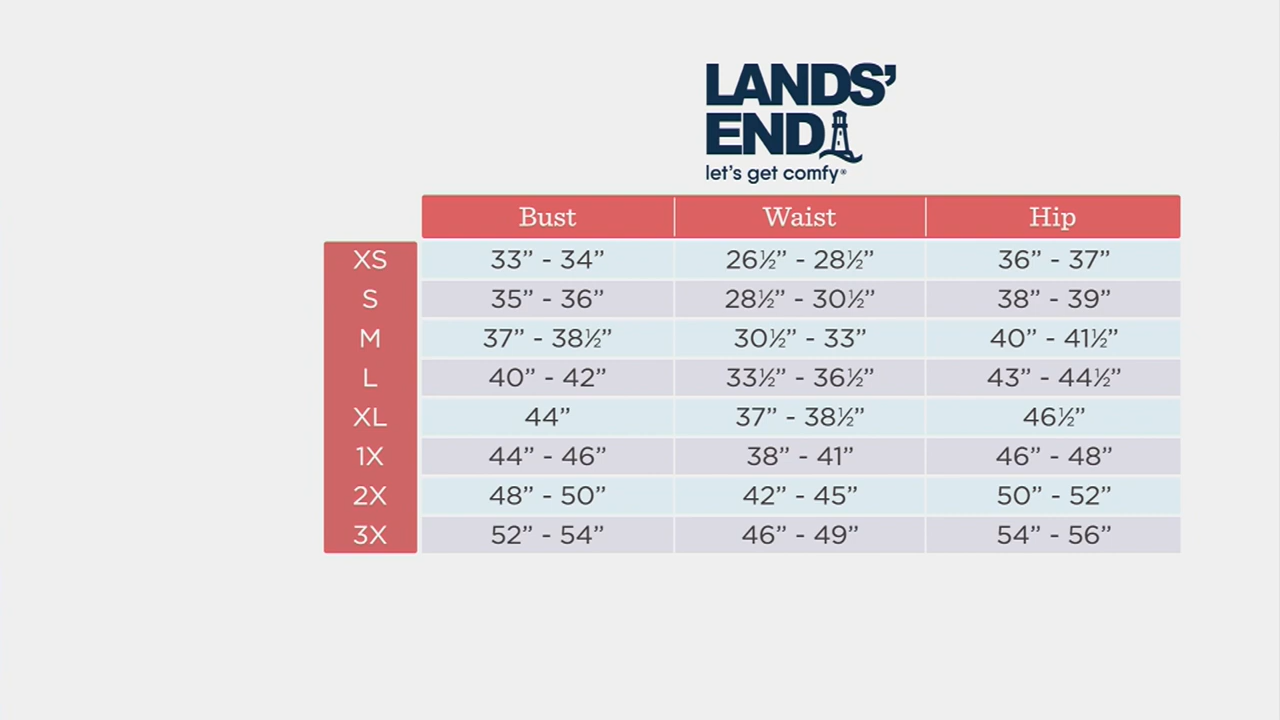 LANDS’
END
let's get comfy®
Bust Waist Hip
XS 33” - 34” 26½” - 28½” 36” - 37”
S 35” - 36” 28½” - 30½” 38” - 39”
M 37” - 38½” 30½” - 33” 40” - 41½”
L 40” - 42” 33½” - 36½” 43” - 44½”
XL 44” 37” - 38½” 46½”
1X 44” - 46” 38” - 41” 46” - 48”
2X 48” - 50” 42” - 45” 50” - 52”
3X 52” - 54” 46” - 49” 54” - 56”